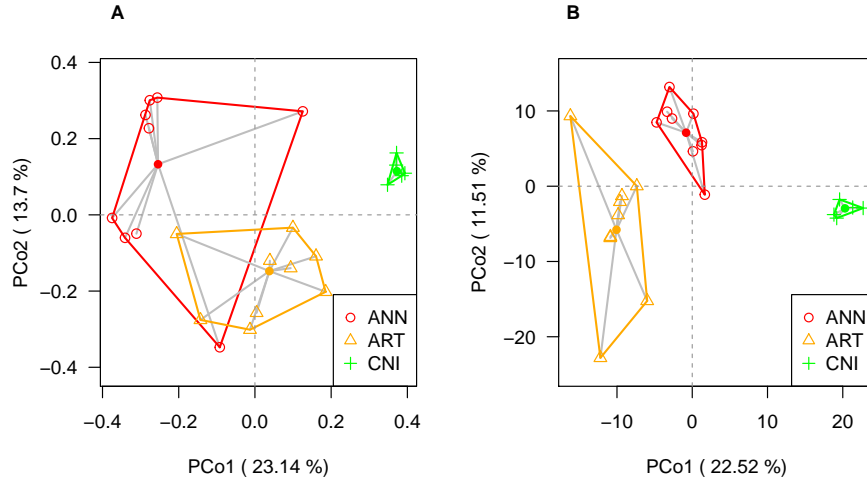 A
PCo2 ( 13.7 %)
0.4
0.2
0.0
−0.2
−0.4
−0.4
−0.2
0.0
0.2
0.4
PCo1 ( 23.14 %)
ANN
ART
CNI
B
PCo2 ( 11.51 %)
10
0
−10
−20
−10
0
10
20
PCo1 ( 22.52 %)
ANN
ART
CNI